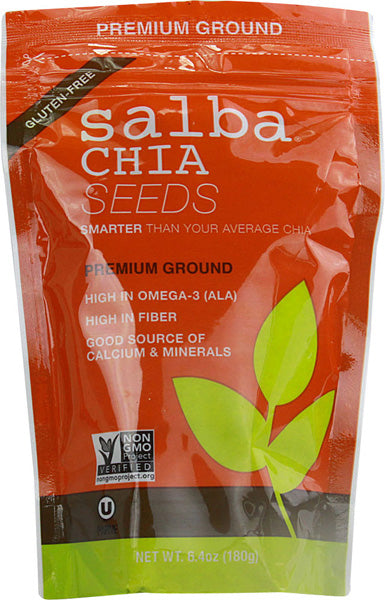 PREMIUM GROUND
GLUTEN-FREE
salba®
CHIA
SEEDS
SMARTER THAN YOUR AVERAGE CHIA
PREMIUM GROUND
HIGH IN OMEGA-3 (ALA)
HIGH IN FIBER
GOOD SOURCE OF
CALCIUM & MINERALS
NON
GMO
Project
VERIFIED
nongmoproject.org
U
NET WT. 6.4oz (180g)